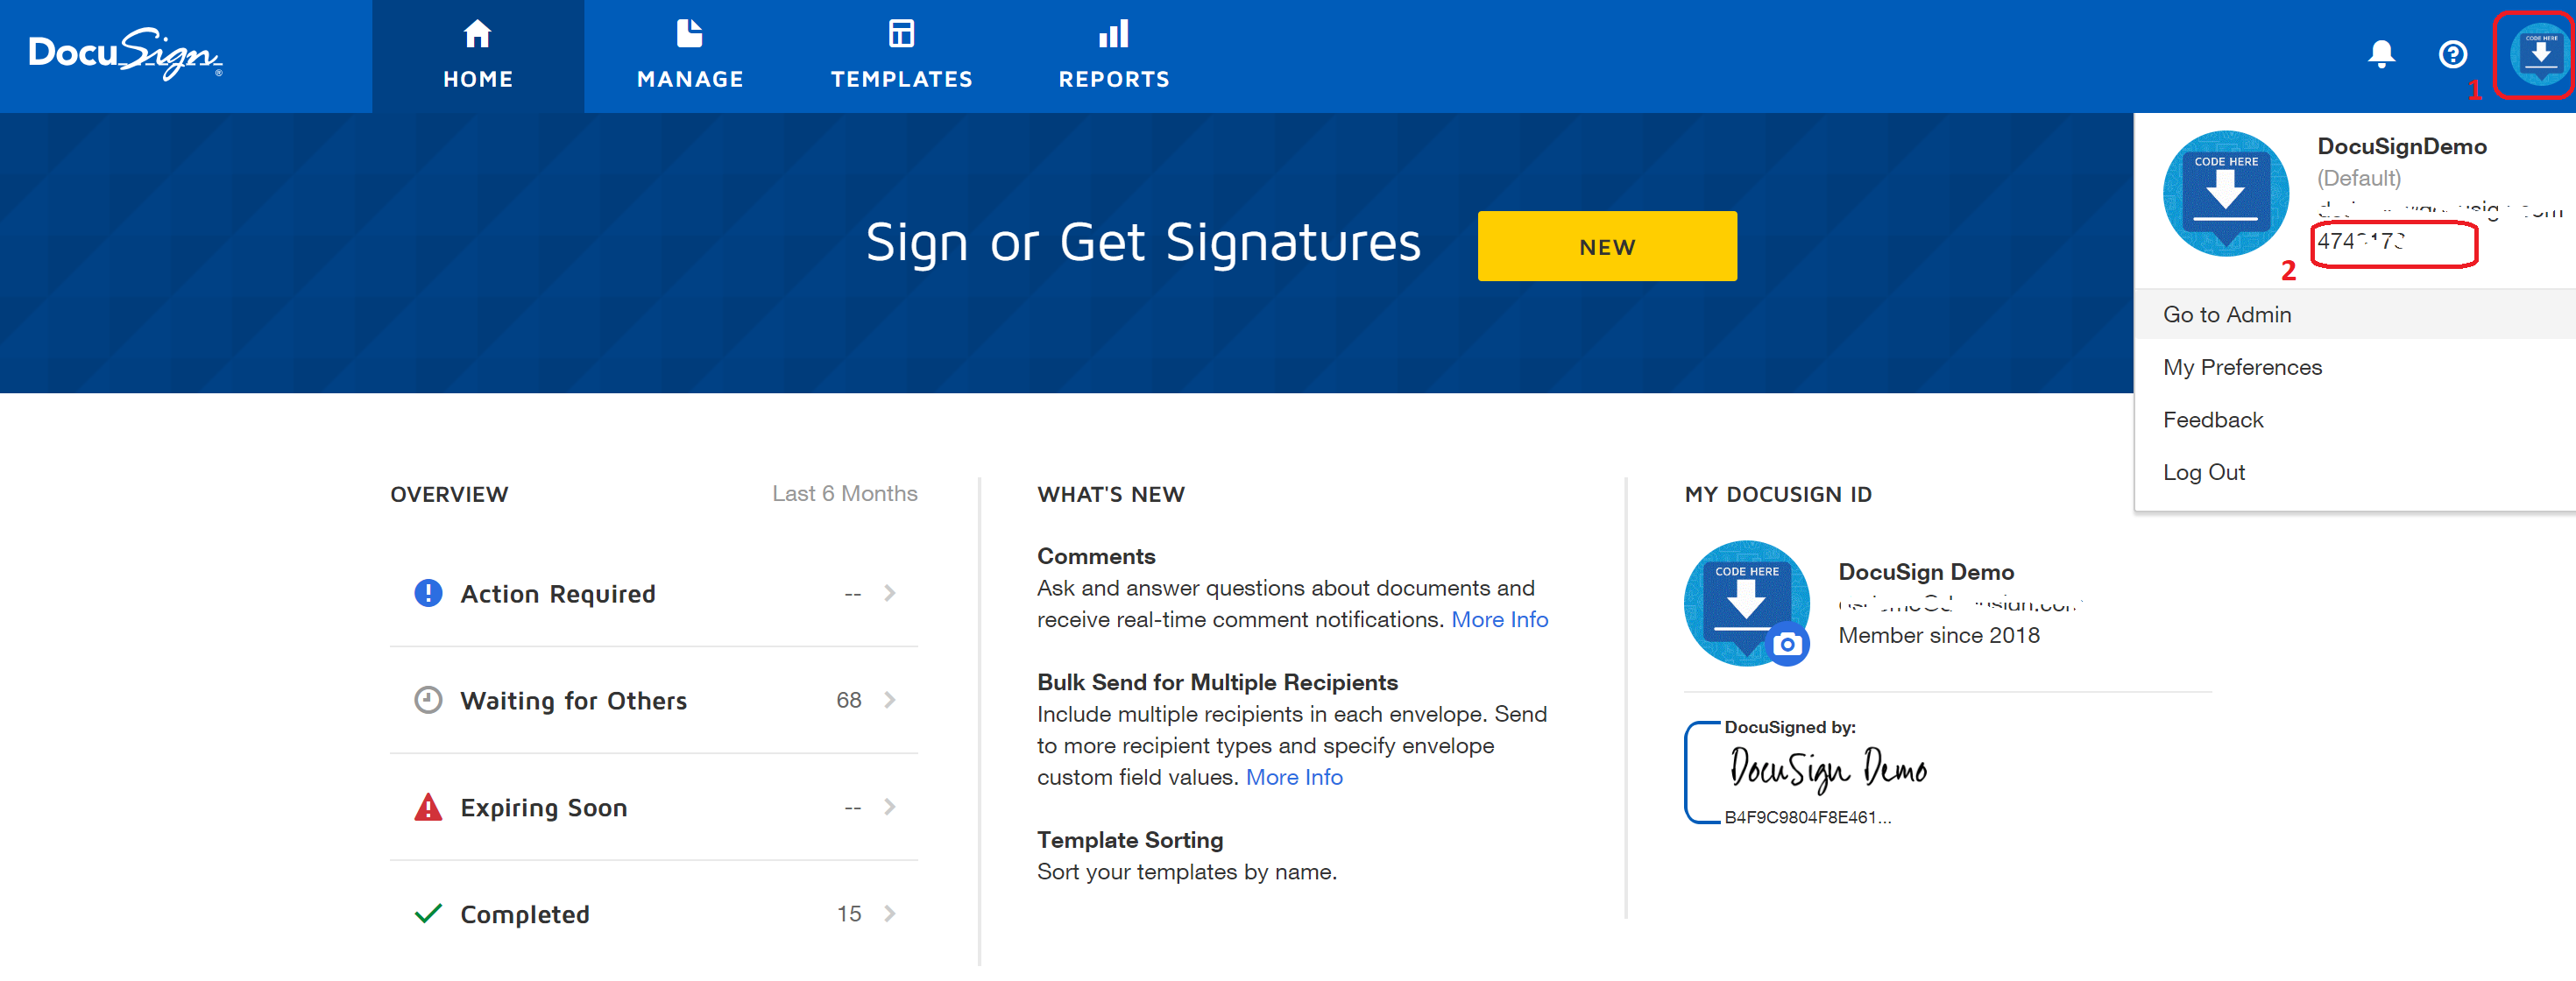 DocuSign
HOME
MANAGE
TEMPLATES
REPORTS
1
CODE HERE
Sign or Get Signatures
NEW
CODE HERE
DocuSignDemo
(Default)
2
Go to Admin
My Preferences
Feedback
Log Out
OVERVIEW
Last 6 Months
Action Required --
Waiting for Others 68
Expiring Soon --
Completed 15
WHAT'S NEW
Comments
Ask and answer questions about documents and
receive real-time comment notifications. More Info
Bulk Send for Multiple Recipients
Include multiple recipients in each envelope. Send
to more recipient types and specify envelope
custom field values. More Info
Template Sorting
Sort your templates by name.
MY DOCUSIGN ID
CODE HERE
DocuSign Demo
Member since 2018
DocuSigned by:
DocuSign Demo
B4F9C9804F8E461...